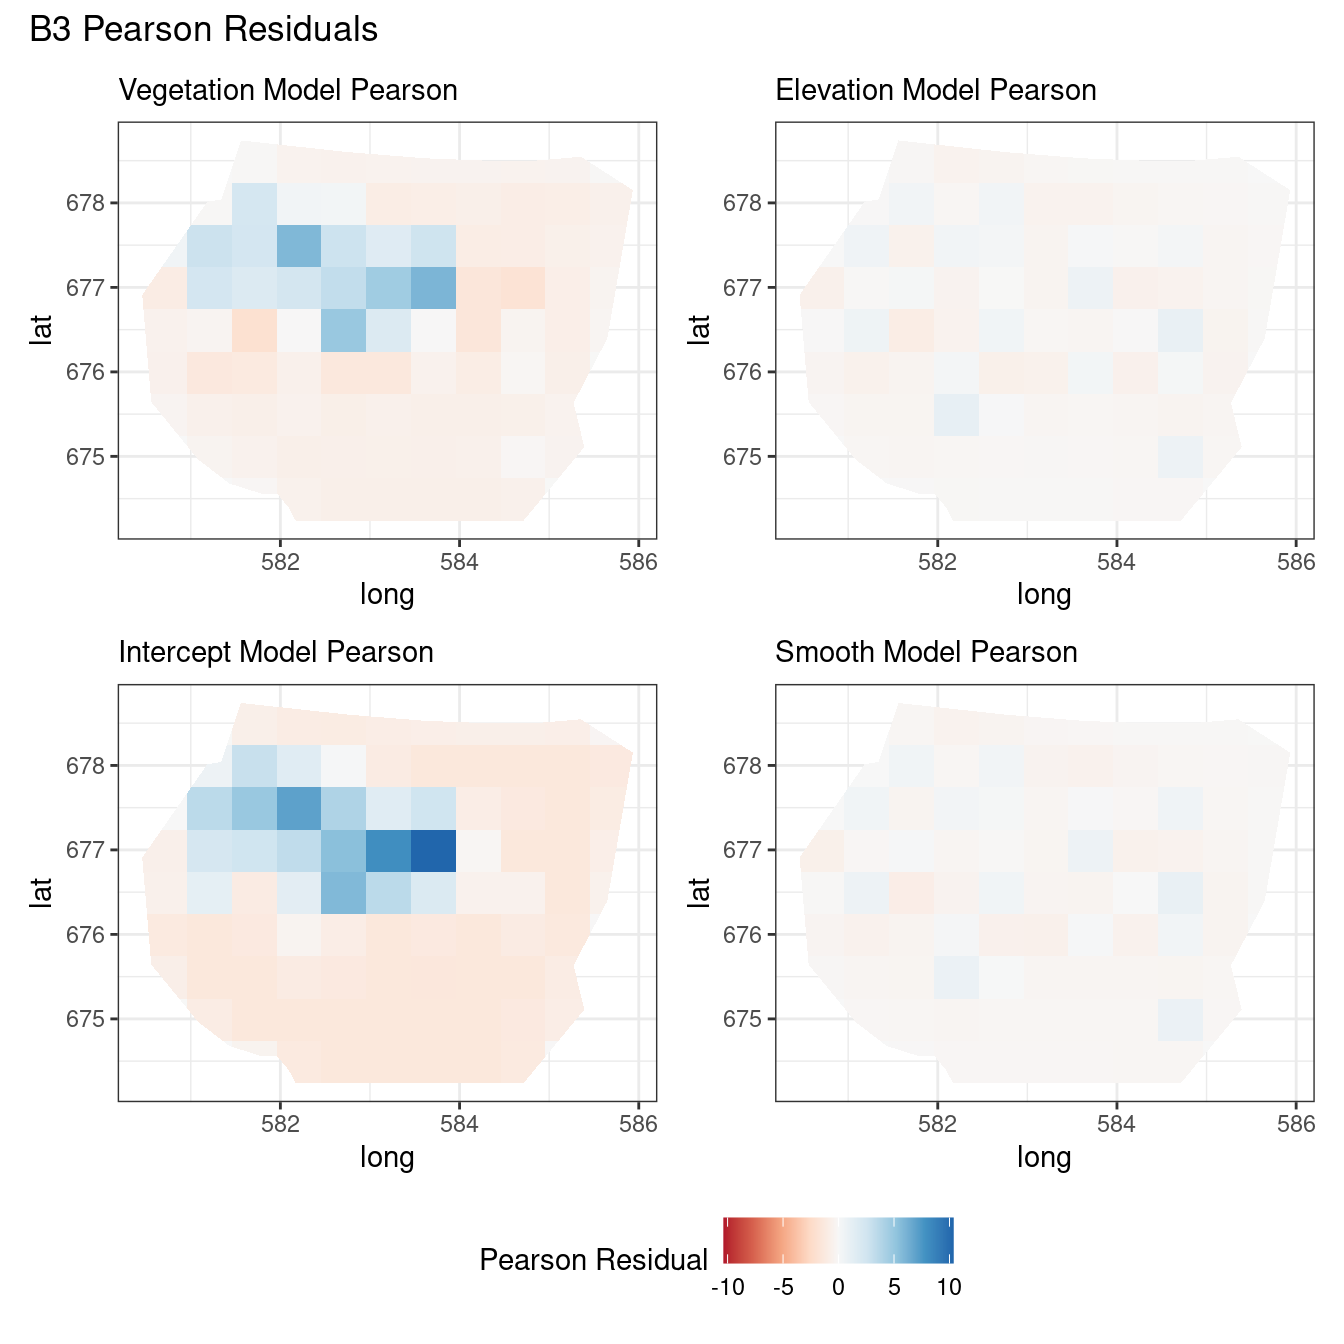 B3 Pearson Residuals
Vegetation Model Pearson
678
677
676
675
lat
582 584 586
long
Elevation Model Pearson
678
677
676
675
lat
582 584 586
long
Intercept Model Pearson
678
677
676
675
lat
582 584 586
long
Smooth Model Pearson
678
677
676
675
lat
582 584 586
long
Pearson Residual
-10 -5 0 5 10